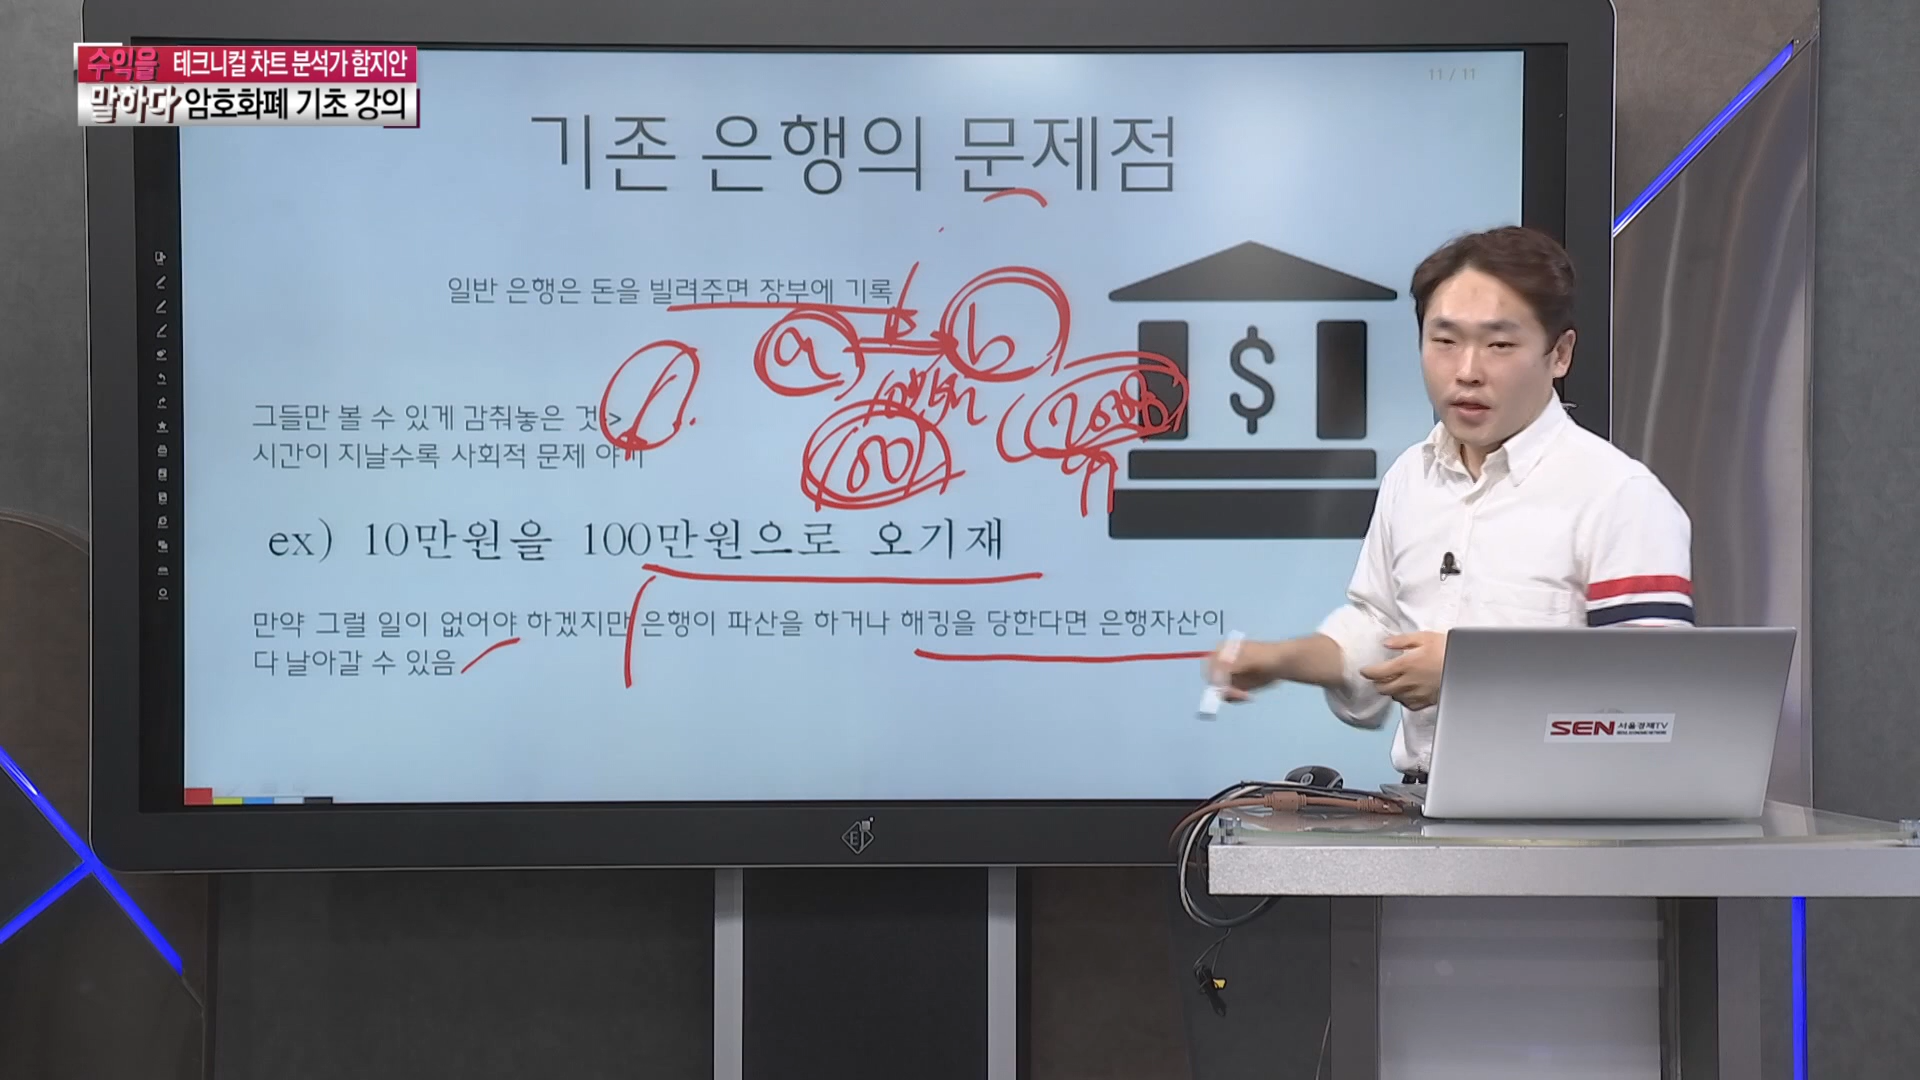 수익을 테크니컬 차트 분석가 함지안
말하다 암호화폐 기초 강의
11 / 11
기존 은행의 문제점
일반 은행은 돈을 빌려주면 장부에 기록
a
b
100
2008
그들만 볼 수 있게 감춰놓은 것 >
시간이 지날수록 사회적 문제 야기
$
ex) 10만원을 100만원으로 오기재
만약 그럴 일이 없어야 하겠지만 은행이 파산을 하거나 해킹을 당한다면 은행자산이
다 날아갈 수 있음
SEN 서울경제TV